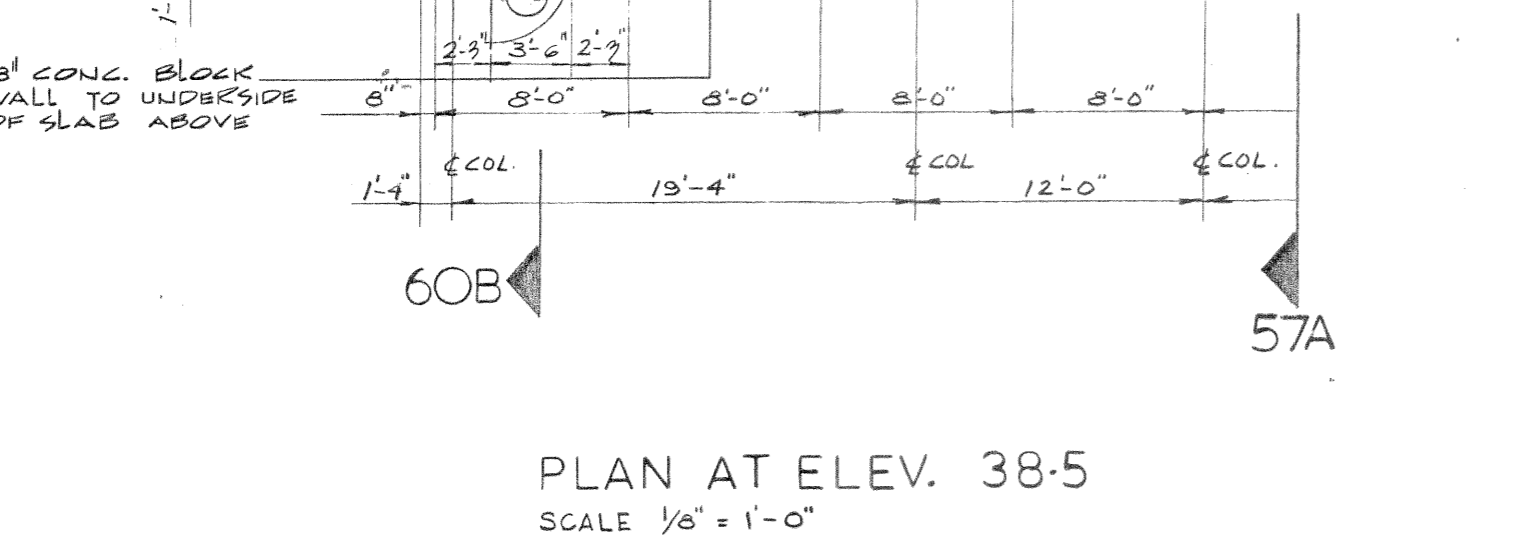 1'-
2'-3" 3'-6" 2'-3"
8" CONC. BLOCK
WALL TO UNDERSIDE
OF SLAB ABOVE
8" 8'-0" 8'-0" 8'-0" 8'-0"
℄ COL. ℄ COL ℄ COL.
1'-4" 19'-4" 12'-0"
60B
57A
PLAN AT ELEV. 38·5
SCALE 1/8" = 1'-0"